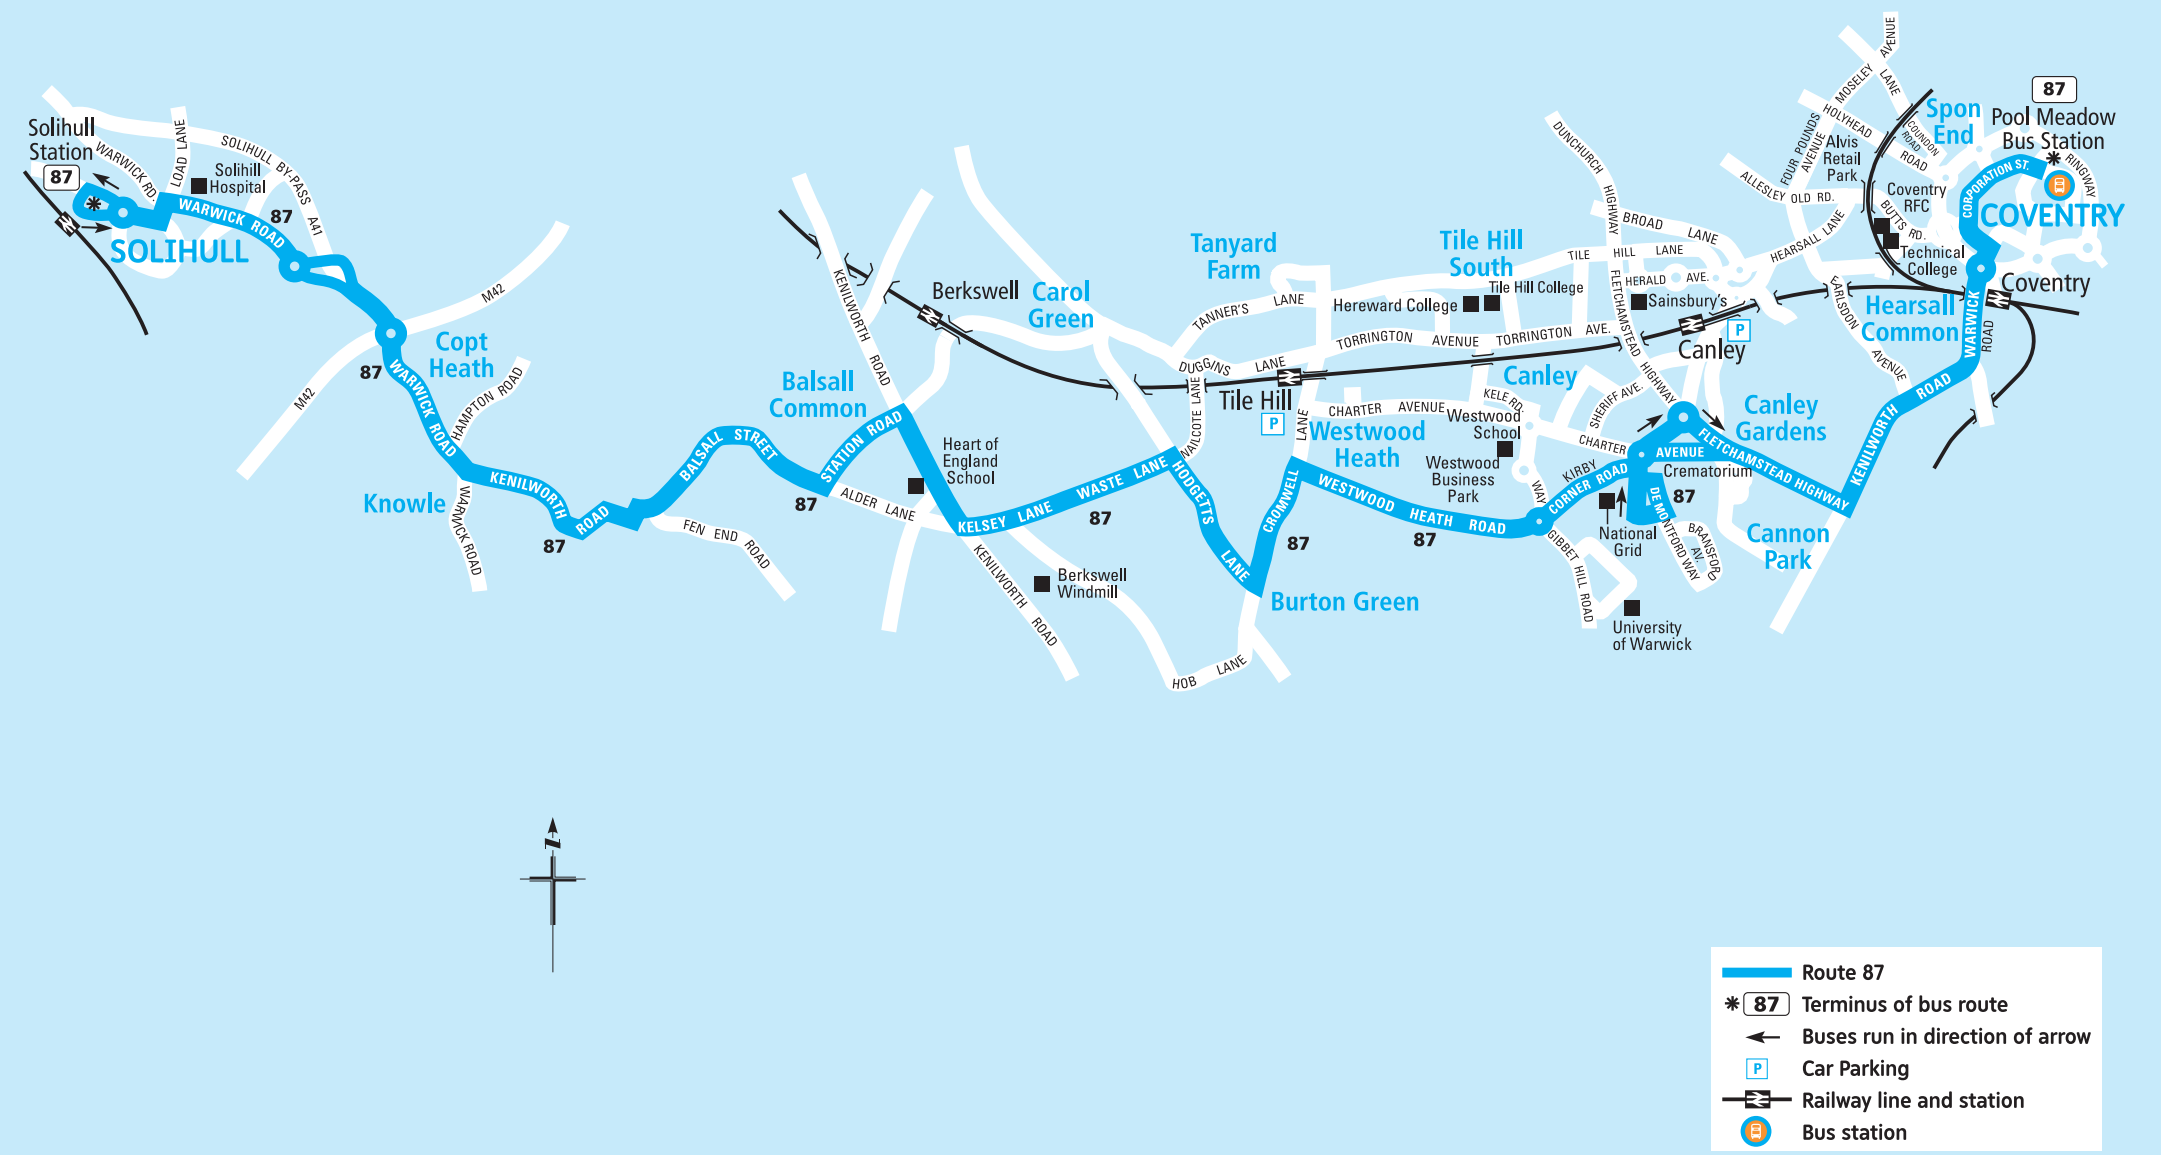 Solihull
Station
87
WARWICK RD.
LOAD LANE
SOLIHULL BY-PASS A41
Solihill
Hospital
WARWICK ROAD
87
SOLIHULL
M42
M42
Copt
Heath
87
WARWICK ROAD
HAMPTON ROAD
Knowle
WARWICK ROAD
KENILWORTH ROAD
87
BALSALL STREET
FEN END ROAD
Balsall
Common
STATION ROAD
87
ALDER LANE
KENILWORTH ROAD
Heart of
England
School
Berkswell
Carol
Green
KELSEY LANE
WASTE LANE
87
KENILWORTH ROAD
Berkswell
Windmill
HOB LANE
HODGETTS LANE
NAILCOTE LANE
DUGGINS LANE
TANNER'S LANE
Tanyard
Farm
Tile Hill
P
CROMWELL LANE
87
Burton Green
Tile Hill
South
Tile Hill College
Hereward College
TORRINGTON AVENUE
TORRINGTON AVE.
Westwood
Heath
CHARTER AVENUE
WESTWOOD HEATH ROAD
87
Westwood
School
Westwood
Business
Park
KELE RD.
Canley
SHERIFF AVE.
CHARTER
AVENUE
KIRBY
CORNER ROAD
WAY
GIBBET HILL ROAD
National
Grid
University
of Warwick
DE MONTFORD WAY
BRANSFORD
AV.
87
Crematorium
DUNCHURCH HIGHWAY
FLETCHAMSTEAD HIGHWAY
BROAD LANE
TILE HILL LANE
HERALD AVE.
Sainsbury's
Canley
P
Canley
Gardens
FLETCHAMSTEAD HIGHWAY
Cannon
Park
KENILWORTH ROAD
HEARSALL LANE
EARLSDON AVENUE
Hearsall
Common
WARWICK
ROAD
Coventry
ALLESLEY OLD RD.
FOUR POUNDS
AVENUE
MOSELEY AVENUE
LANE
HOLYHEAD ROAD
COUNDON
ROAD
Alvis
Retail
Park
Coventry
RFC
BUTTS RD.
Technical
College
Spon
End
87
Pool Meadow
Bus Station
RINGWAY
CORPORATION ST.
COVENTRY
N
Route 87
87 Terminus of bus route
Buses run in direction of arrow
P Car Parking
Railway line and station
Bus station